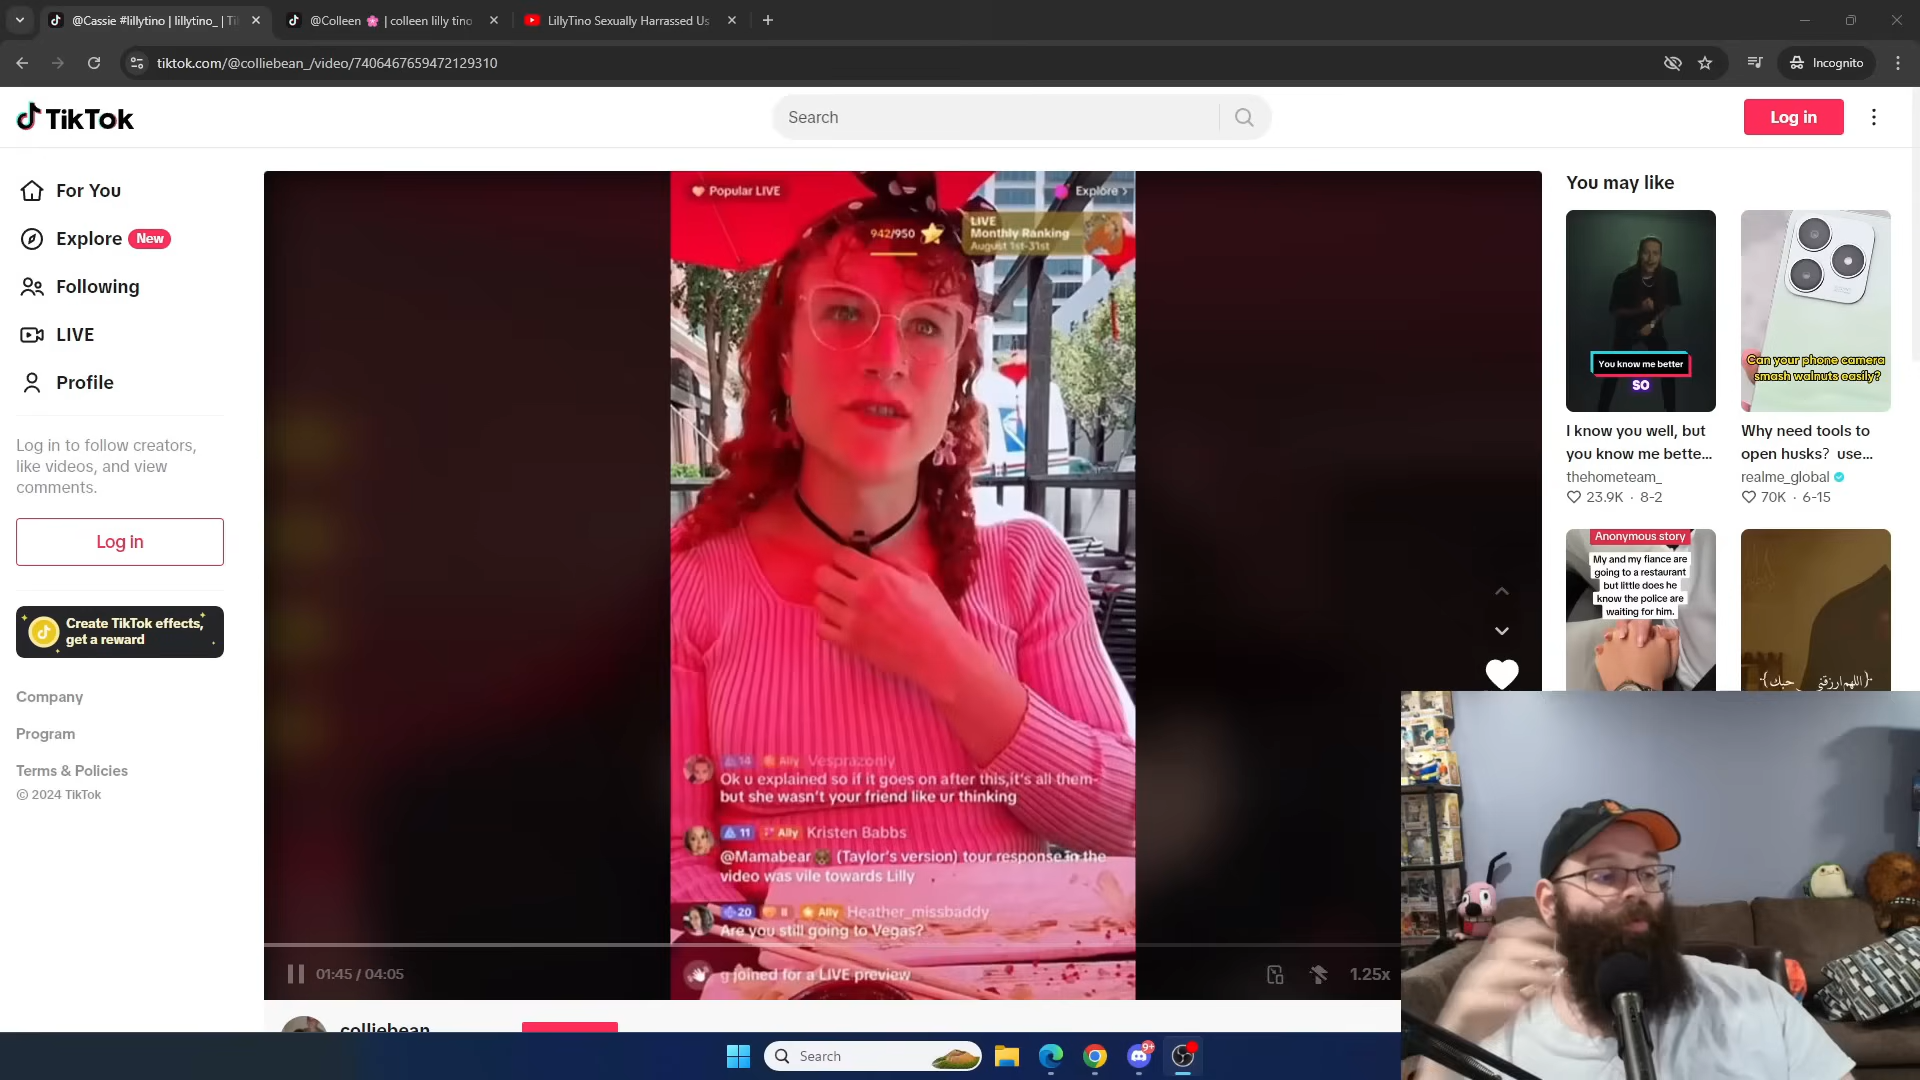 @Cassie #lillytino | lillytino_ | Ti
@Colleen 🌸 | colleen lilly tino
LillyTino Sexually Harrassed Us
tiktok.com/@colliebean_/video/7406467659472129310
Incognito
TikTok
Search
Log in
For You
Explore New
Following
LIVE
Profile
Log in to follow creators,
like videos, and view
comments.
Log in
Create TikTok effects,
get a reward
Company
Program
Terms & Policies
© 2024 TikTok
Popular LIVE
Explore >
942/950
LIVE
Monthly Ranking
August 1st-31st
14 Ally Vesprazonly
Ok u explained so if it goes on after this,it's all them-
but she wasn't your friend like ur thinking
11 Ally Kristen Babbs
@Mamabear 🐻 (Taylor's version) tour response in the
video was vile towards Lilly
20 II Ally Heather_missbaddy
Are you still going to Vegas?
g joined for a LIVE preview
01:45 / 04:05
1.25x
colliebean
You may like
You know me better
SO
I know you well, but
you know me bette...
thehometeam_
23.9K · 8-2
Can your phone camera
smash walnuts easily?
Why need tools to
open husks? use...
realme_global
70K · 6-15
Anonymous story
My and my fiance are
going to a restaurant
but little does he
know the police are
waiting for him.
Search
9+